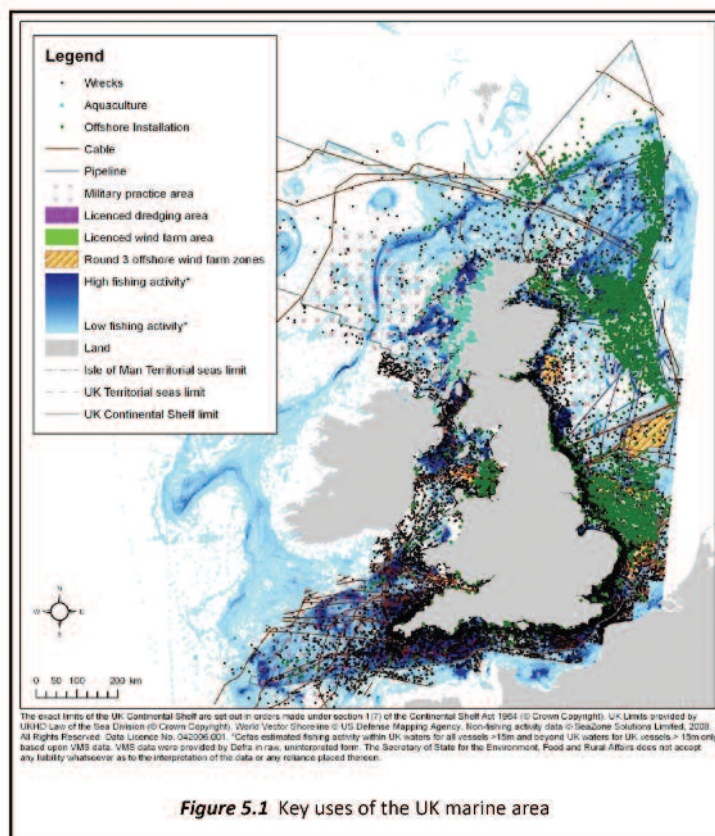 Legend
Wrecks
Aquaculture
Offshore Installation
Cable
Pipeline
Military practice area
Licenced dredging area
Licenced wind farm area
Round 3 offshore wind farm zones
High fishing activity*
Low fishing activity*
Land
Isle of Man Territorial seas limit
UK Territorial seas limit
UK Continental Shelf limit
N
W E
S
km
0 50 100 200
The exact limits of the UK Continental Shelf are set out in orders made under section 1(7) of the Continental Shelf Act 1964 (© Crown Copyright). UK Limits provided by
UKHO Law of the Sea Division (© Crown Copyright). World Vector Shoreline © US Defense Mapping Agency. Non-fishing activity data © SeaZone Solutions Limited, 2008.
All Rights Reserved. Data Licence No. 042006.001. *Cefas estimated fishing activity within UK waters for all vessels >15m and beyond UK waters for UK vessels > 15m only
based upon VMS data. VMS data were provided by Defra in raw, uninterpreted form. The Secretary of State for the Environment, Food and Rural Affairs does not accept
any liability whatsoever as to the interpretation of the data or any reliance placed thereon.
Figure 5.1 Key uses of the UK marine area